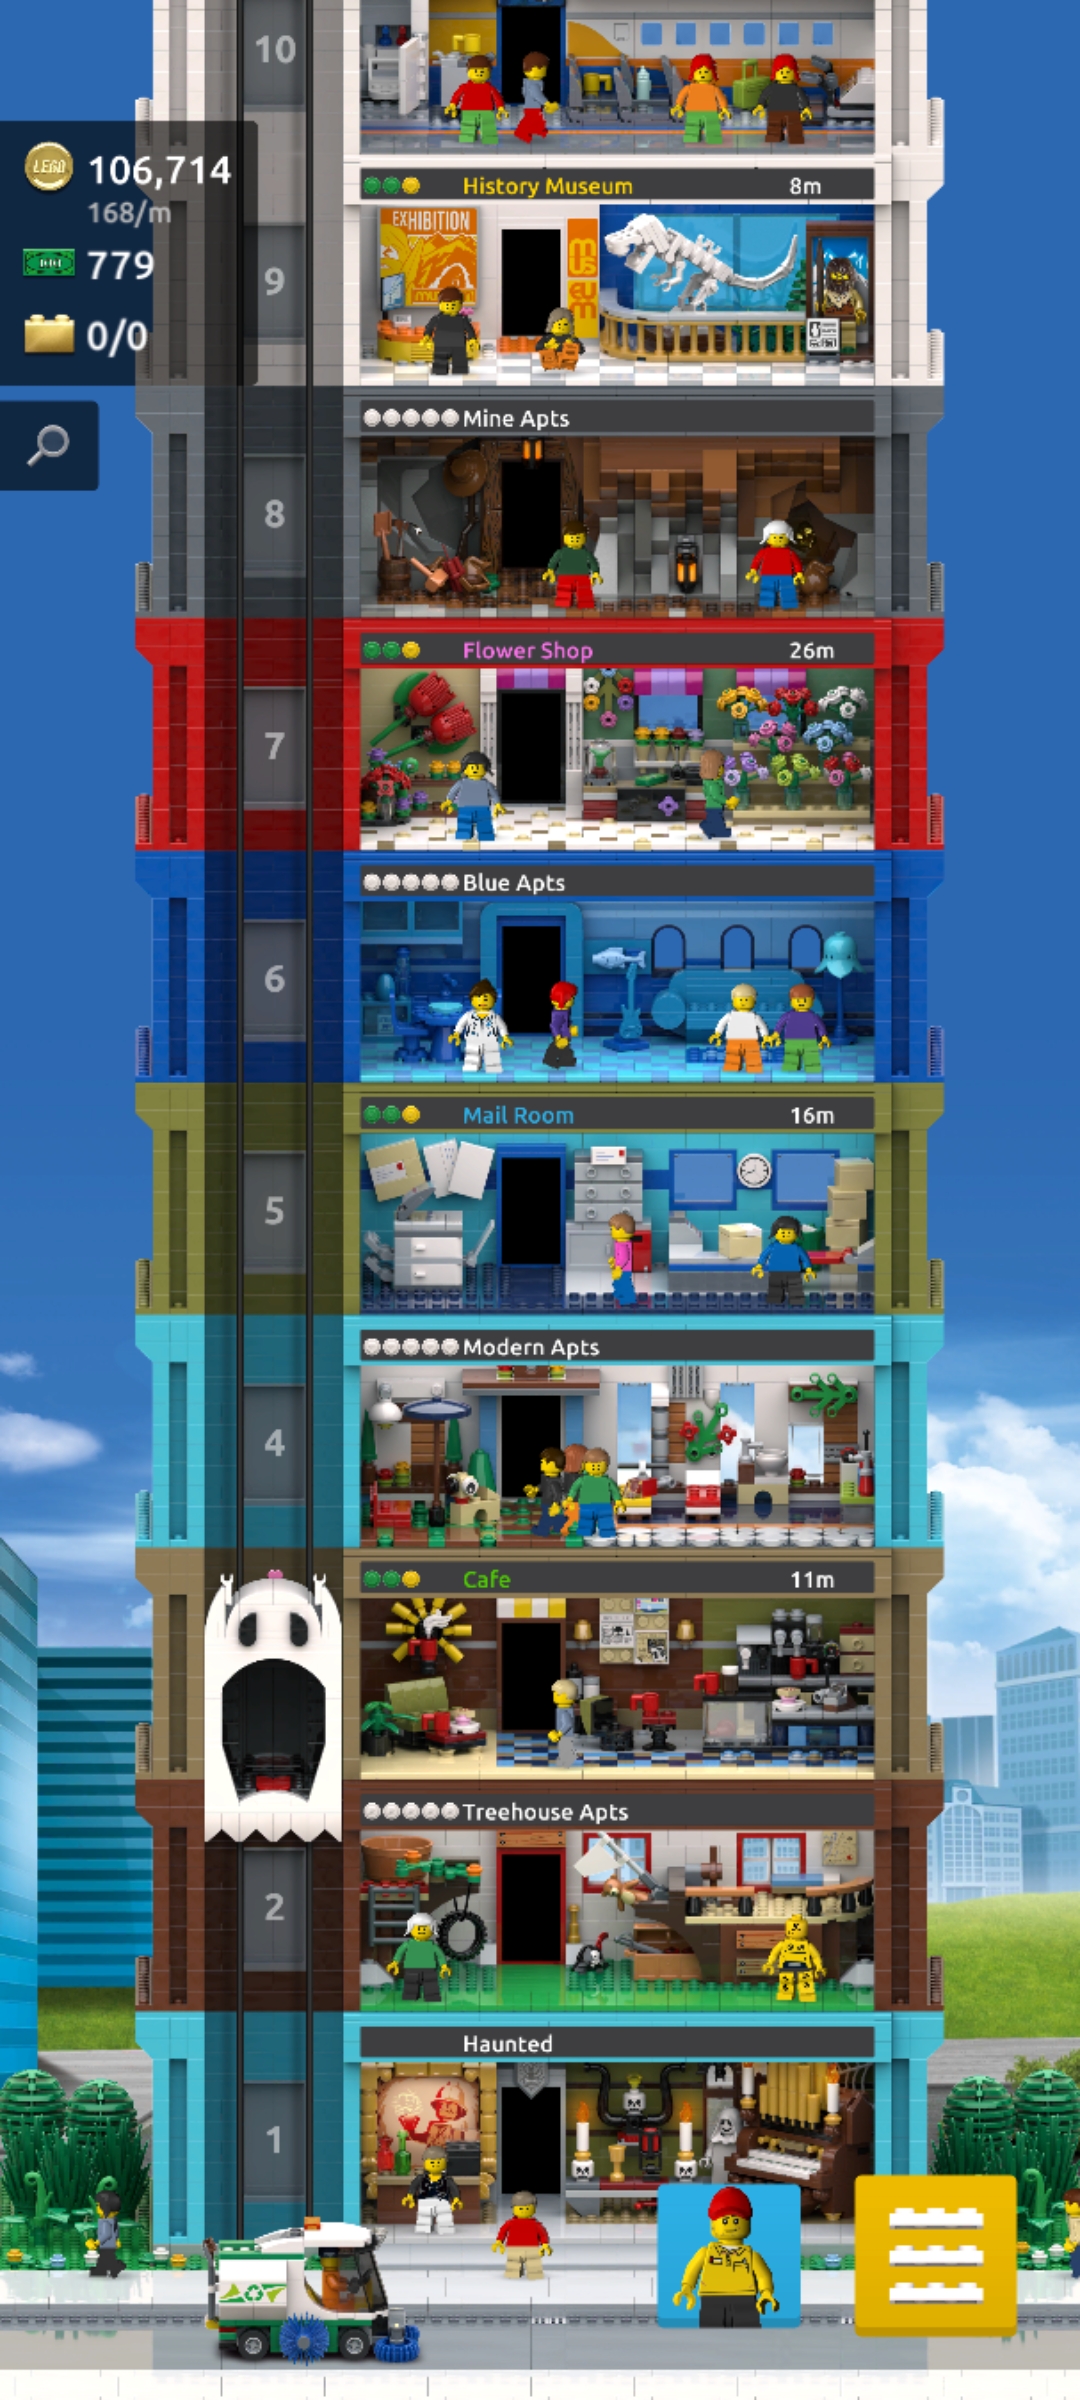 10
LEGO
106,714
168/m
779
0/0
History Museum 8m
EXHIBITION
9
Mine Apts
8
Flower Shop 26m
7
Blue Apts
6
Mail Room 16m
5
Modern Apts
4
Cafe 11m
Treehouse Apts
2
Haunted
1